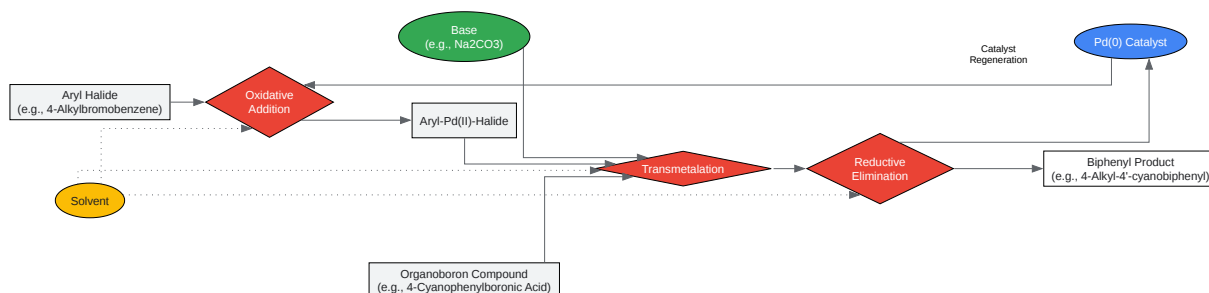 Base
(e.g., Na2CO3)
Pd(0) Catalyst
Catalyst
Regeneration
Aryl Halide
(e.g., 4-Alkylbromobenzene)
Oxidative
Addition
Aryl-Pd(II)-Halide
Transmetalation
Reductive
Elimination
Biphenyl Product
(e.g., 4-Alkyl-4'-cyanobiphenyl)
Solvent
Organoboron Compound
(e.g., 4-Cyanophenylboronic Acid)